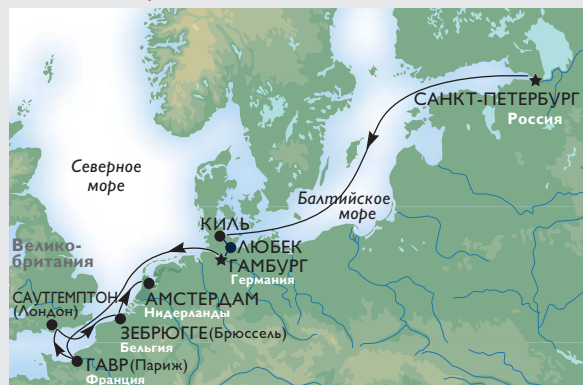 САНКТ-ПЕТЕРБУРГ
Россия
Северное
море
Балтийское
море
КИЛЬ
ЛЮБЕК
ГАМБУРГ
Германия
Велико-
британия
АМСТЕРДАМ
Нидерланды
САУТГЕМПТОН
(Лондон)
ЗЕБРЮГГЕ (Брюссель)
Бельгия
ГАВР (Париж)
Франция